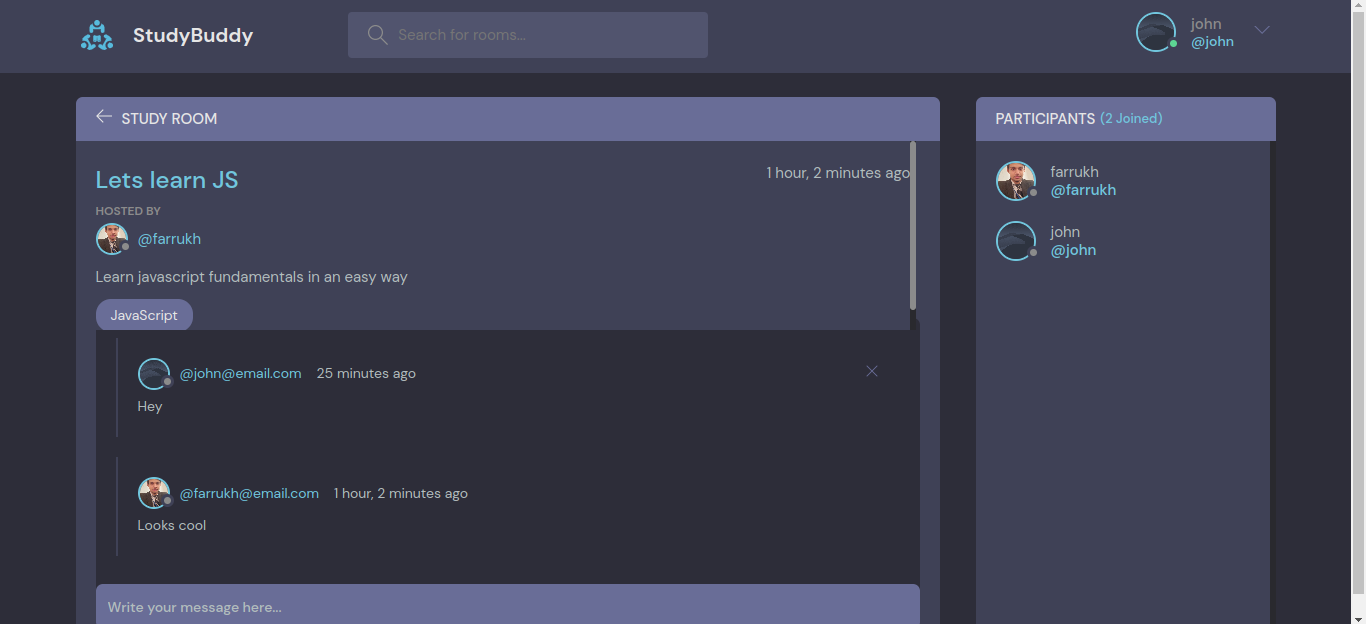 StudyBuddy
Search for rooms...
john
@john
STUDY ROOM
Lets learn JS
1 hour, 2 minutes ago
HOSTED BY
@farrukh
Learn javascript fundamentals in an easy way
JavaScript
@john@email.com 25 minutes ago
Hey
@farrukh@email.com 1 hour, 2 minutes ago
Looks cool
Write your message here...
PARTICIPANTS (2 Joined)
farrukh
@farrukh
john
@john